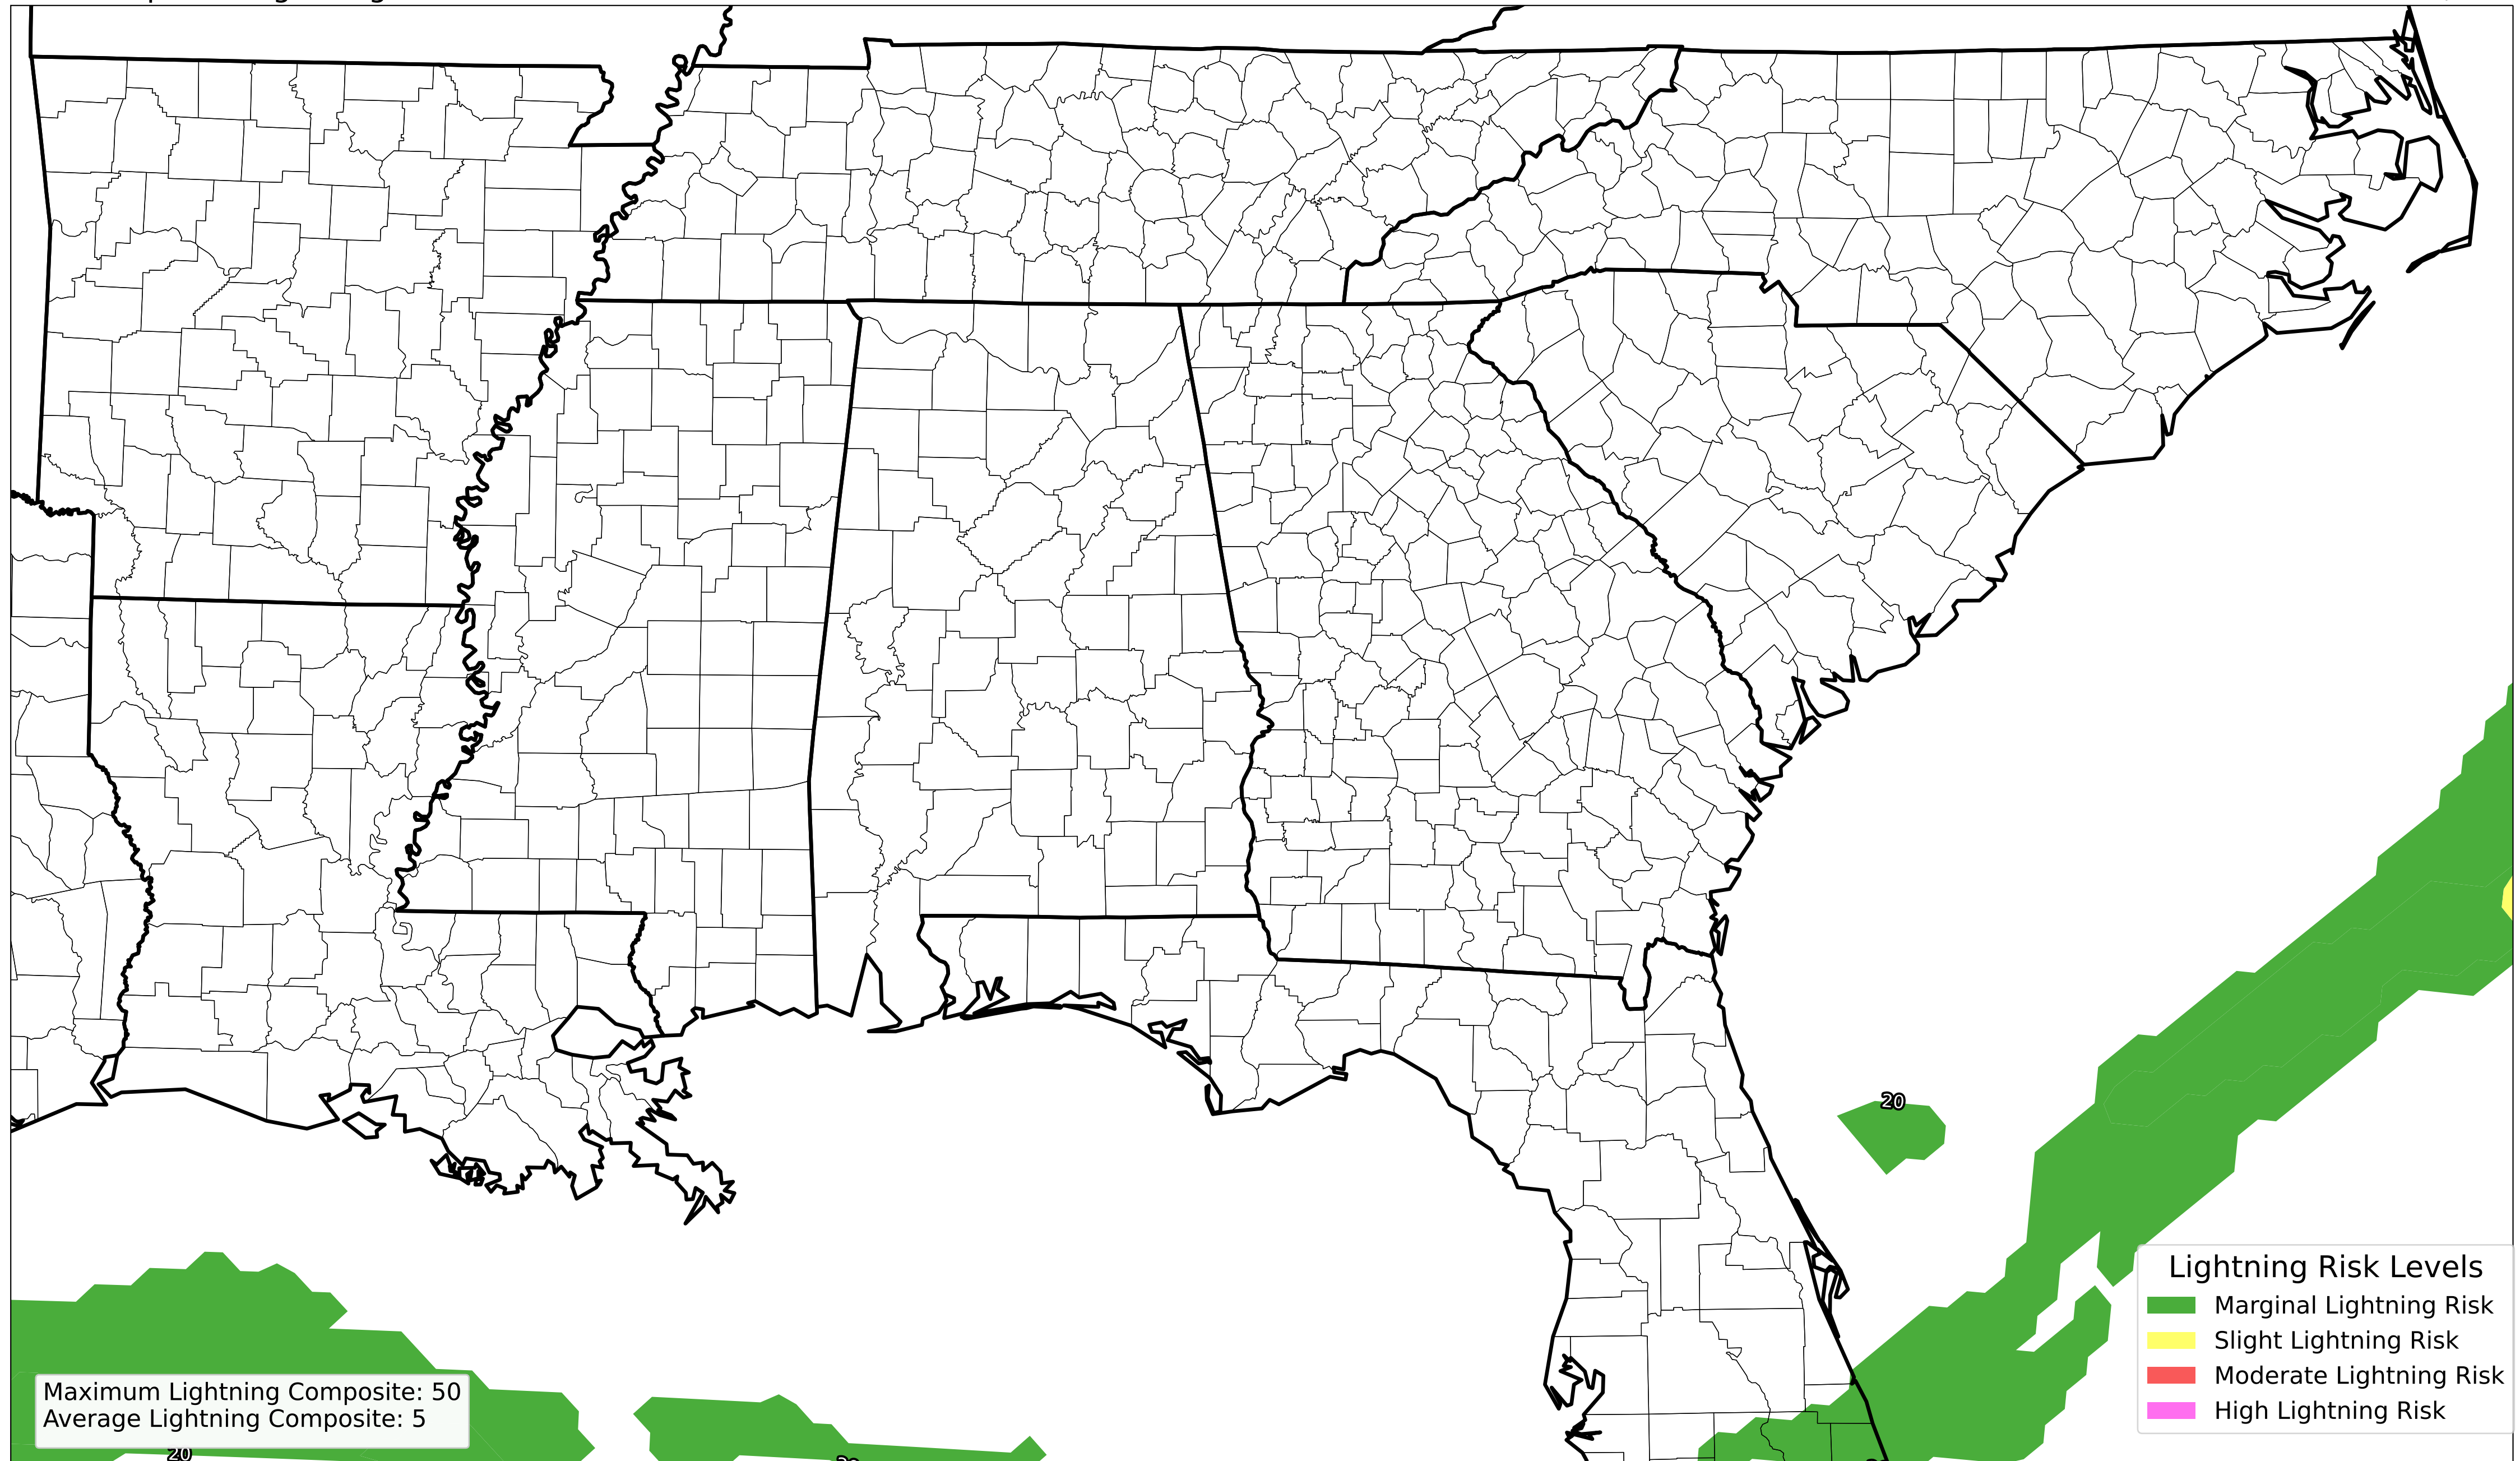 20
Lightning Risk Levels
Marginal Lightning Risk
Slight Lightning Risk
Moderate Lightning Risk
High Lightning Risk
Maximum Lightning Composite: 50
Average Lightning Composite: 5
20